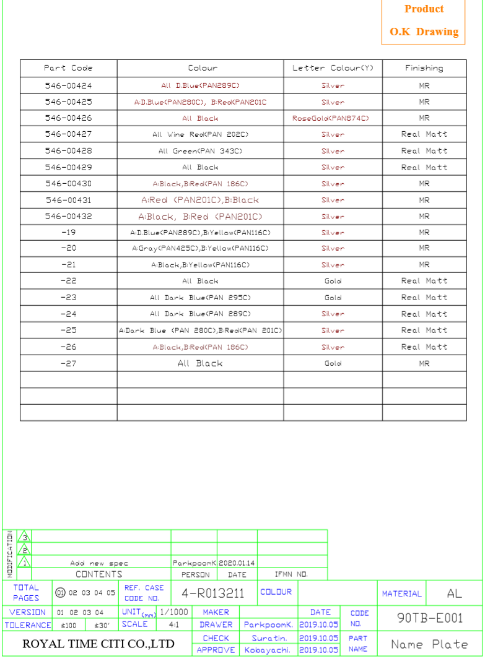 Product
O.K Drawing
Part Code Colour Letter Colour(Y) Finishing
546-00424 All D.Blue(PAN289C) Silver MR
546-00425 A:D.Blue(PAN280C), B:Red(PAN201C Silver MR
546-00426 All Black RoseGold(PAN874C) MR
546-00427 All Wine Red(PAN 202C) Silver Real Matt
546-00428 All Green(PAN 343C) Silver Real Matt
546-00429 All Black Silver Real Matt
546-00430 A:Black,B:Red(PAN 186C) Silver MR
546-00431 A:Red (PAN201C),B:Black Silver MR
546-00432 A:Black, B:Red (PAN201C) Silver MR
-19 A:D.Blue(PAN289C),B:Yellow(PAN116C) Silver MR
-20 A:Gray(PAN425C),B:Yellow(PAN116C) Silver MR
-21 A:Black,B:Yellow(PAN116C) Silver MR
-22 All Black Gold Real Matt
-23 All Dark Blue(PAN 295C) Gold Real Matt
-24 All Dark Blue(PAN 289C) Silver Real Matt
-25 A:Dark Blue (PAN 280C),B:Red(PAN 201C) Silver Real Matt
-26 A:Black,B:Red(PAN 186C) Silver Real Matt
-27 All Black Gold MR
MODIFICATION
3
2
1 Add new spec ParkpoonK. 2020.01.14
CONTENTS PERSON DATE IFMN NO.
TOTAL PAGES 01 02 03 04 05 REF. CASE CODE NO. 4-R013211 COLOUR MATERIAL AL
VERSION 01 02 03 04 UNIT(mm) 1/1000 MAKER DATE CODE NO. 90TB-E001
TOLERANCE ±100 ±30' SCALE 4:1 DRAWER ParkpoonK. 2019.10.05
ROYAL TIME CITI CO.,LTD CHECK Sunatin. 2019.10.05 PART NAME Name Plate
APPROVE Kobayachi. 2019.10.05